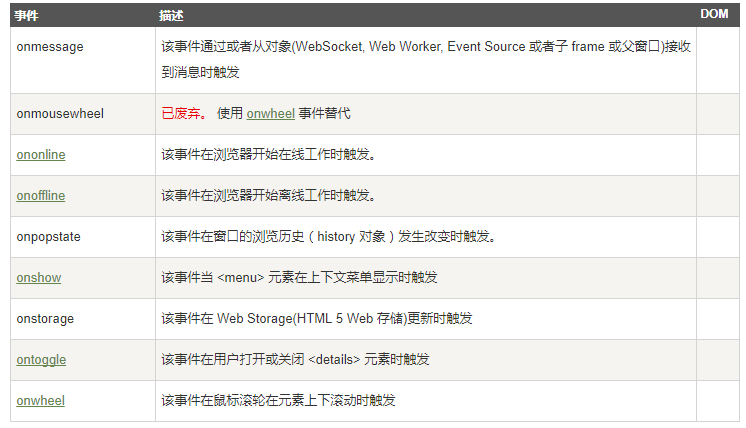 事件 描述 DOM
onmessage 该事件通过或者从对象(WebSocket, Web Worker, Event Source 或者子 frame 或父窗口)接收
到消息时触发
onmousewheel 已废弃。 使用 onwheel 事件替代
ononline 该事件在浏览器开始在线工作时触发。
onoffline 该事件在浏览器开始离线工作时触发。
onpopstate 该事件在窗口的浏览历史（history 对象）发生改变时触发。
onshow 该事件当 <menu> 元素在上下文菜单显示时触发
onstorage 该事件在 Web Storage(HTML 5 Web 存储)更新时触发
ontoggle 该事件在用户打开或关闭 <details> 元素时触发
onwheel 该事件在鼠标滚轮在元素上下滚动时触发